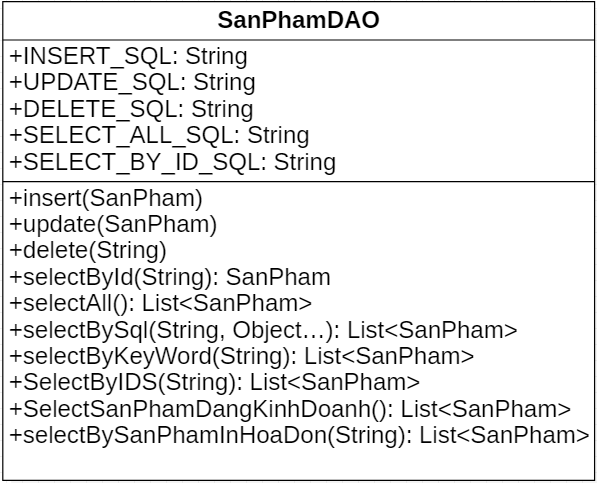 SanPhamDAO
+INSERT_SQL: String
+UPDATE_SQL: String
+DELETE_SQL: String
+SELECT_ALL_SQL: String
+SELECT_BY_ID_SQL: String
+insert(SanPham)
+update(SanPham)
+delete(String)
+selectById(String): SanPham
+selectAll(): List<SanPham>
+selectBySql(String, Object…): List<SanPham>
+selectByKeyWord(String): List<SanPham>
+SelectByIDS(String): List<SanPham>
+SelectSanPhamDangKinhDoanh(): List<SanPham>
+selectBySanPhamInHoaDon(String): List<SanPham>